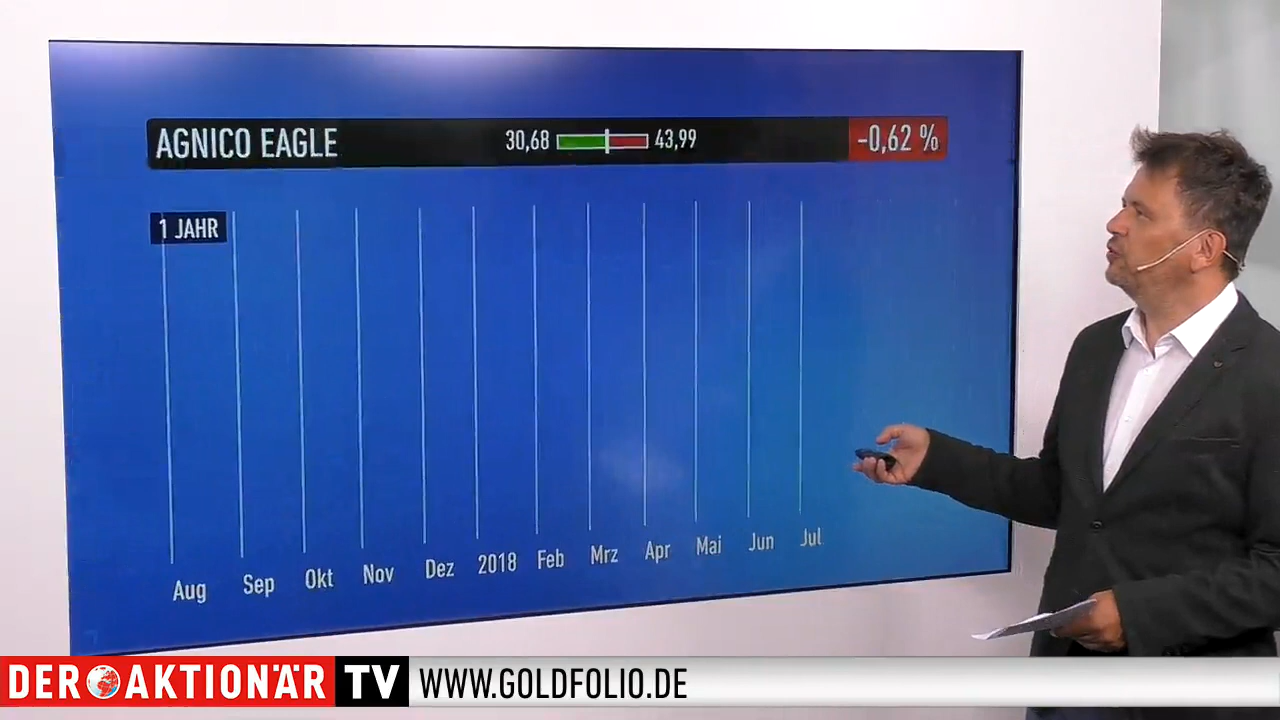 AGNICO EAGLE 30,68 43,99 -0,62 %
1 JAHR
Aug Sep Okt Nov Dez 2018 Feb Mrz Apr Mai Jun Jul
DER AKTIONÄR TV WWW.GOLDFOLIO.DE